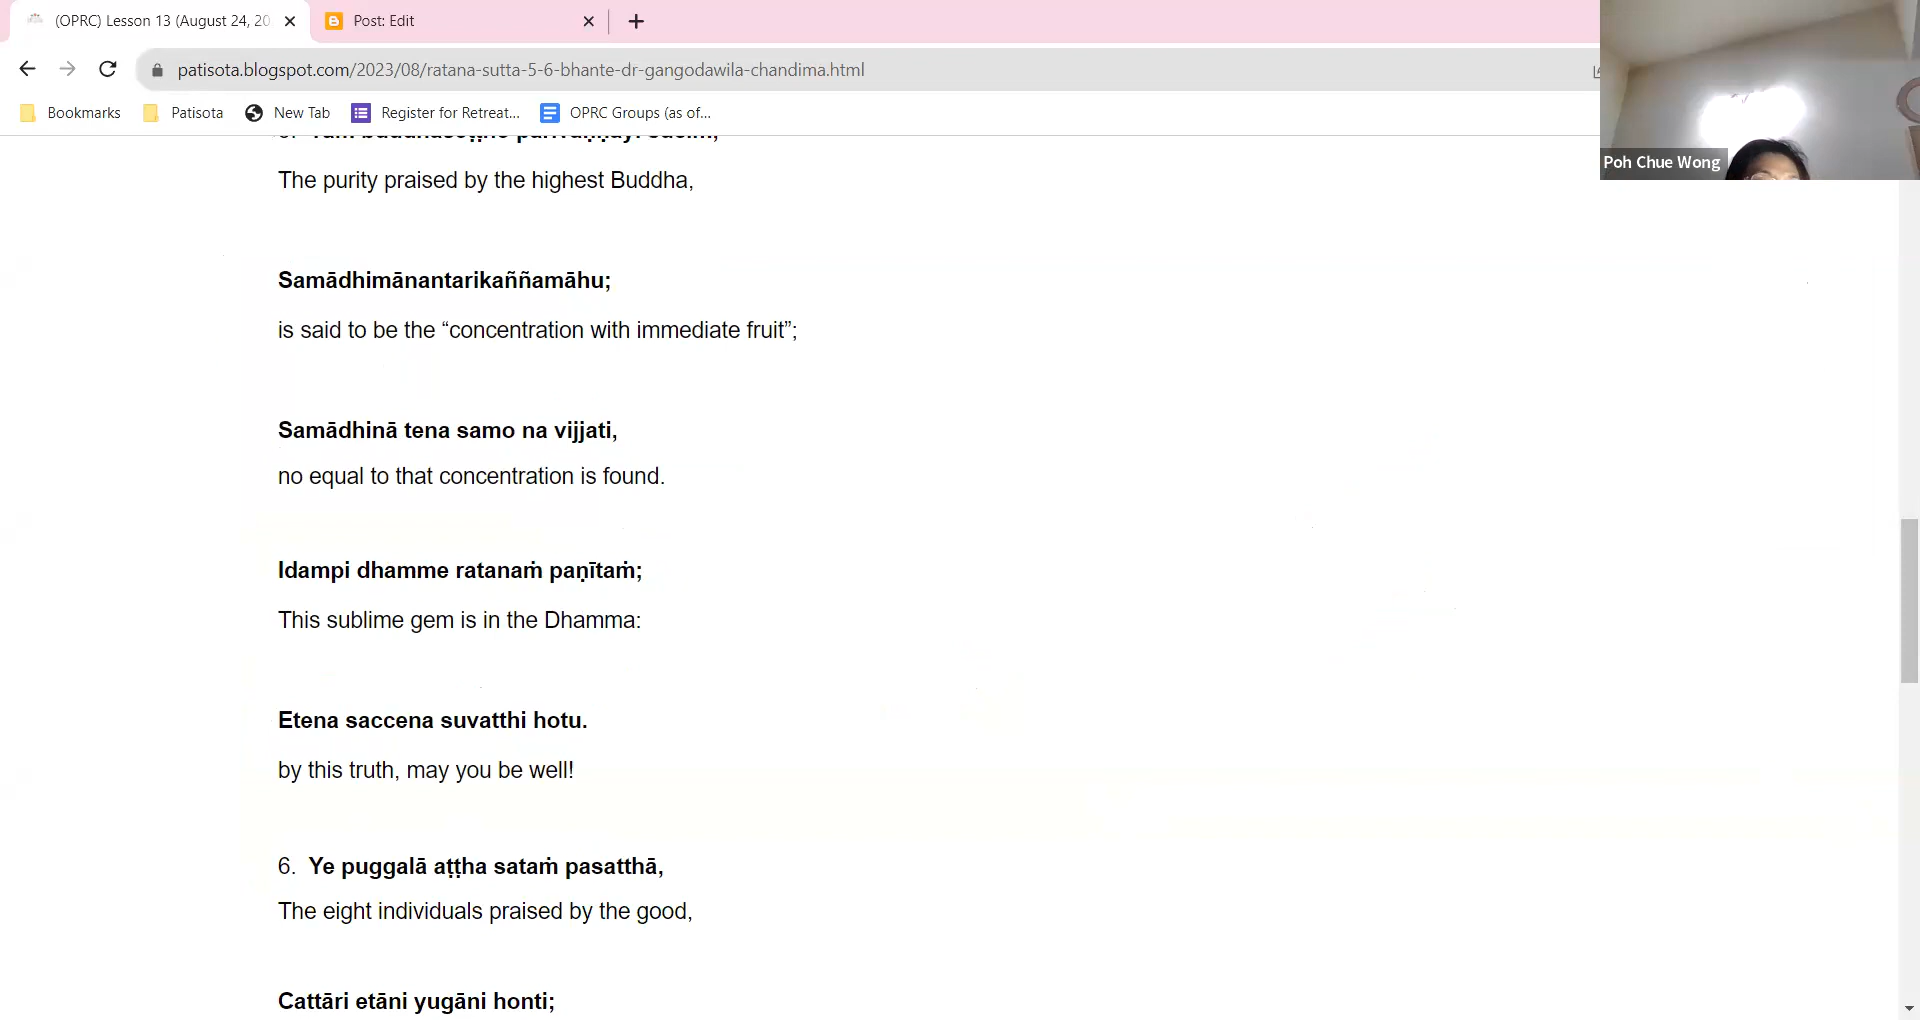 (OPRC) Lesson 13 (August 24, 20
Post: Edit
patisota.blogspot.com/2023/08/ratana-sutta-5-6-bhante-dr-gangodawila-chandima.html
Bookmarks
Patisota
New Tab
Register for Retreat...
OPRC Groups (as of...
Poh Chue Wong
The purity praised by the highest Buddha,
Samādhimānantarikaññamāhu;
is said to be the “concentration with immediate fruit”;
Samādhinā tena samo na vijjati,
no equal to that concentration is found.
Idampi dhamme ratanaṁ paṇītaṁ;
This sublime gem is in the Dhamma:
Etena saccena suvatthi hotu.
by this truth, may you be well!
6. Ye puggalā aṭṭha sataṁ pasatthā,
The eight individuals praised by the good,
Cattāri etāni yugāni honti;